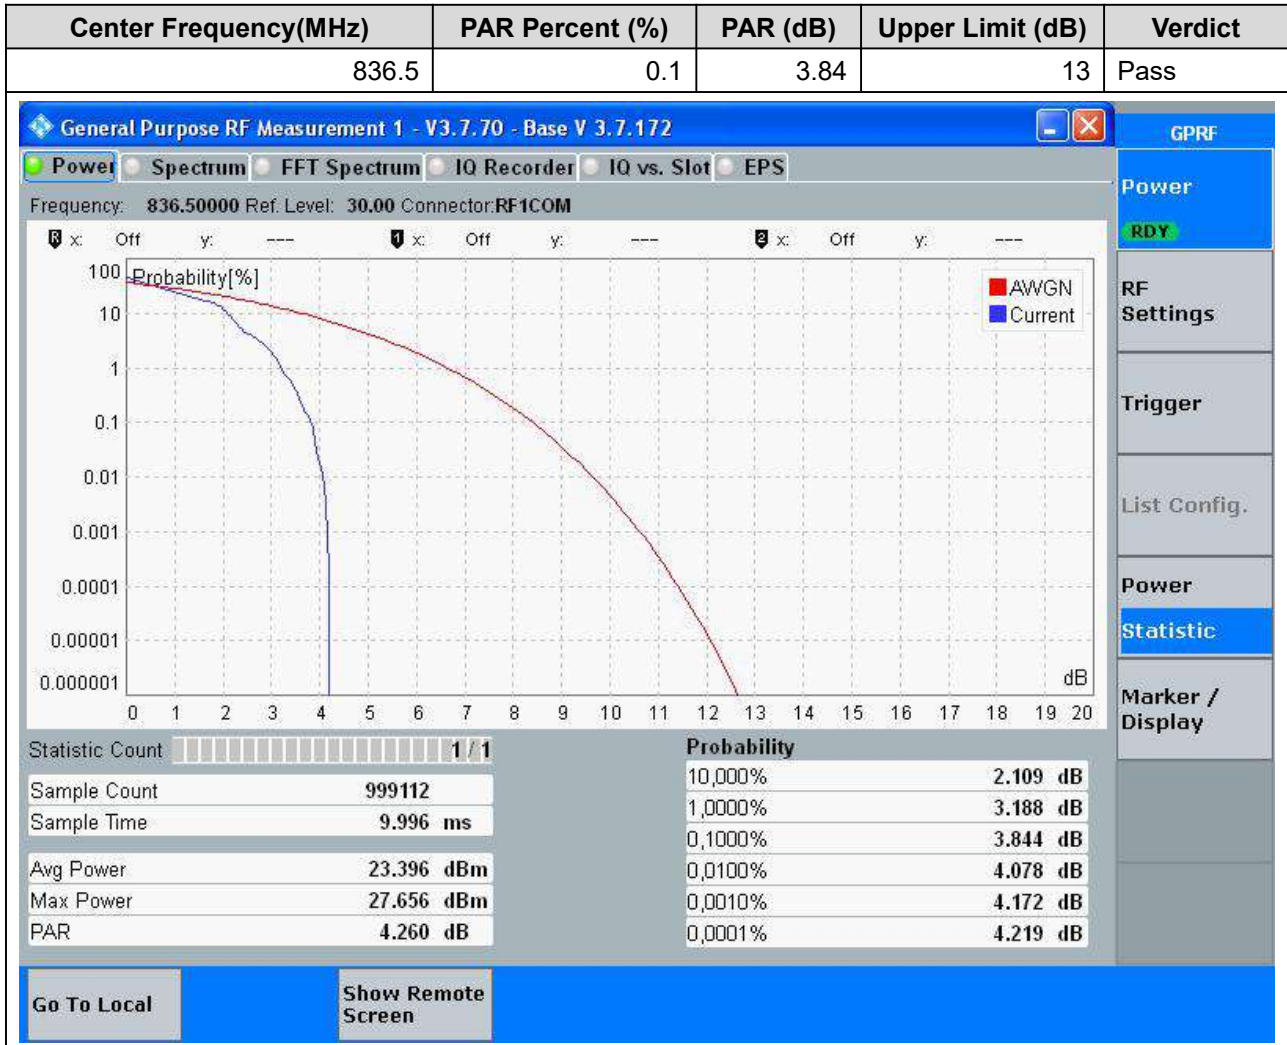 Center Frequency(MHz) PAR Percent (%) PAR (dB) Upper Limit (dB) Verdict
836.5 0.1 3.84 13 Pass
General Purpose RF Measurement 1 - V3.7.70 - Base V 3.7.172
GPRF
Power Spectrum FFT Spectrum IQ Recorder IQ vs. Slot EPS
Power
RDY
Frequency: 836.50000 Ref. Level: 30.00 Connector:RF1COM
R x: Off y: --- 1 x: Off y: --- 2 x: Off y: ---
Probability[%]
AWGN
Current
100
10
1
0.1
0.01
0.001
0.0001
0.00001
0.000001
dB
0 1 2 3 4 5 6 7 8 9 10 11 12 13 14 15 16 17 18 19 20
RF
Settings
Trigger
List Config.
Power
Statistic
Marker /
Display
Statistic Count 1 / 1
Sample Count 999112
Sample Time 9.996 ms
Avg Power 23.396 dBm
Max Power 27.656 dBm
PAR 4.260 dB
Probability
10,000% 2.109 dB
1,0000% 3.188 dB
0,1000% 3.844 dB
0,0100% 4.078 dB
0,0010% 4.172 dB
0,0001% 4.219 dB
Go To Local
Show Remote
Screen